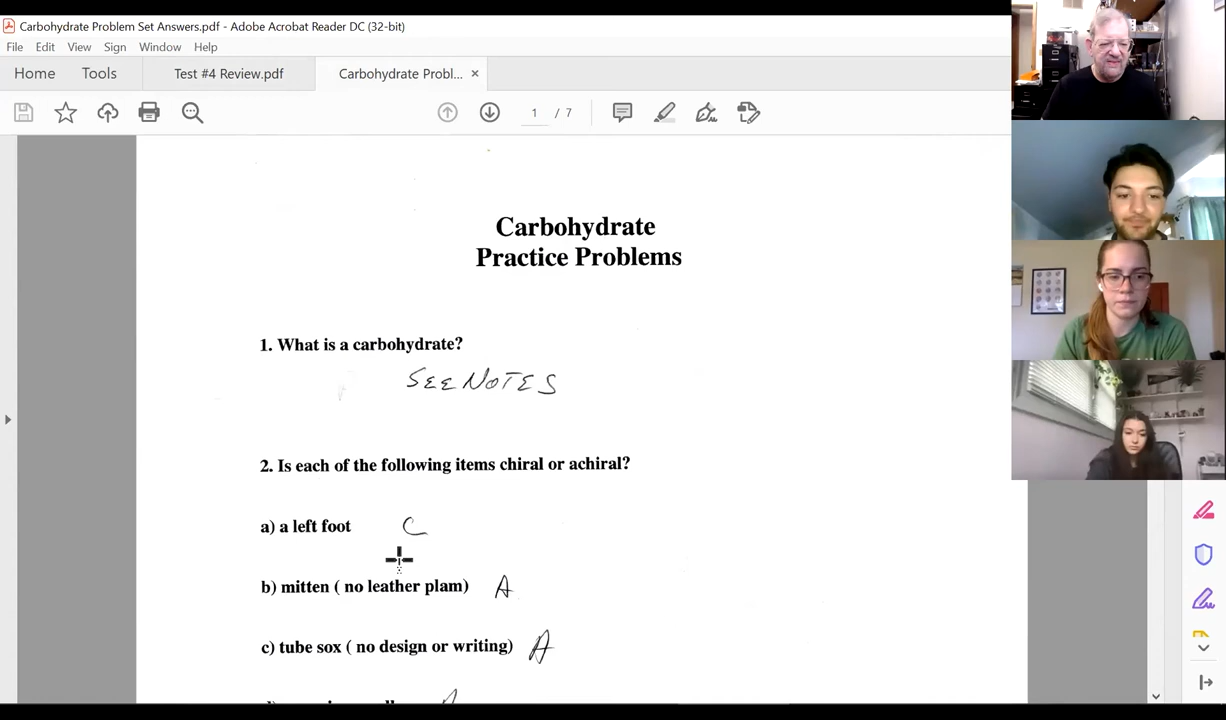 Carbohydrate Problem Set Answers.pdf - Adobe Acrobat Reader DC (32-bit)
File Edit View Sign Window Help
Home Tools Test #4 Review.pdf Carbohydrate Probl... ×
1 / 7
Carbohydrate
Practice Problems
1. What is a carbohydrate?
SEE NOTES
2. Is each of the following items chiral or achiral?
a) a left foot C
b) mitten ( no leather plam) A
c) tube sox ( no design or writing) A